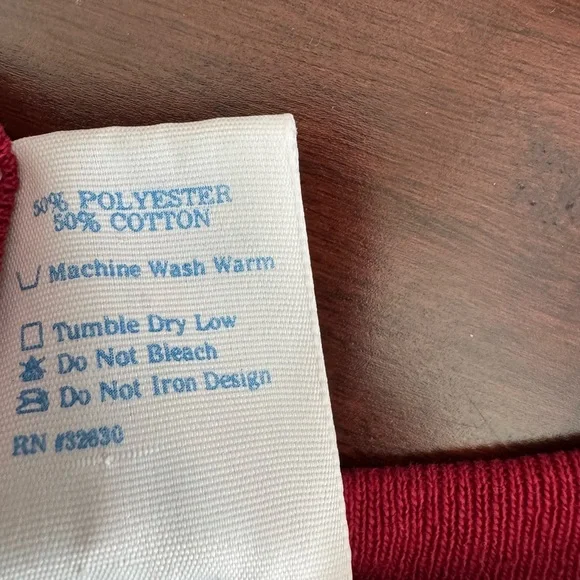 50% POLYESTER
50% COTTON
Machine Wash Warm
Tumble Dry Low
Do Not Bleach
Do Not Iron Design
RN #32630